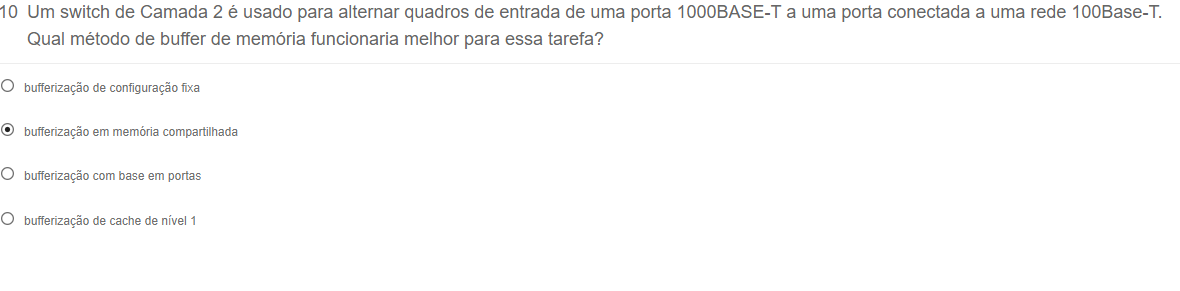 10 Um switch de Camada 2 é usado para alternar quadros de entrada de uma porta 1000BASE-T a uma porta conectada a uma rede 100Base-T.
Qual método de buffer de memória funcionaria melhor para essa tarefa?
bufferização de configuração fixa
bufferização em memória compartilhada
bufferização com base em portas
bufferização de cache de nível 1